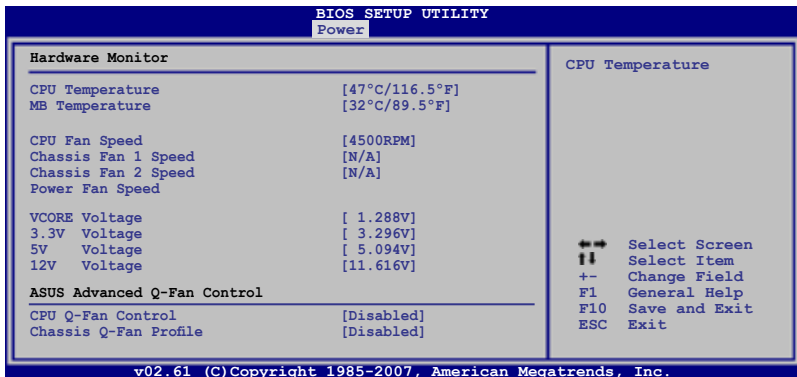 BIOS SETUP UTILITY
Power
Hardware Monitor
CPU Temperature [47°C/116.5°F]
MB Temperature [32°C/89.5°F]
CPU Fan Speed [4500RPM]
Chassis Fan 1 Speed [N/A]
Chassis Fan 2 Speed [N/A]
Power Fan Speed
VCORE Voltage [ 1.288V]
3.3V Voltage [ 3.296V]
5V Voltage [ 5.094V]
12V Voltage [11.616V]
ASUS Advanced Q-Fan Control
CPU Q-Fan Control [Disabled]
Chassis Q-Fan Profile [Disabled]
CPU Temperature
←→ Select Screen
↑↓ Select Item
+- Change Field
F1 General Help
F10 Save and Exit
ESC Exit
v02.61 (C)Copyright 1985-2007, American Megatrends, Inc.